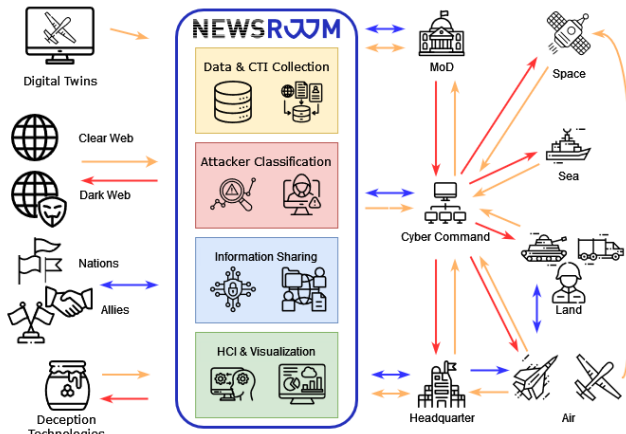 NEWSROOM
Digital Twins
Clear Web
Dark Web
Nations
Allies
Deception
Technologies
Data & CTI Collection
Attacker Classification
Information Sharing
HCI & Visualization
MoD
Cyber Command
Headquarter
Space
Sea
Land
Air